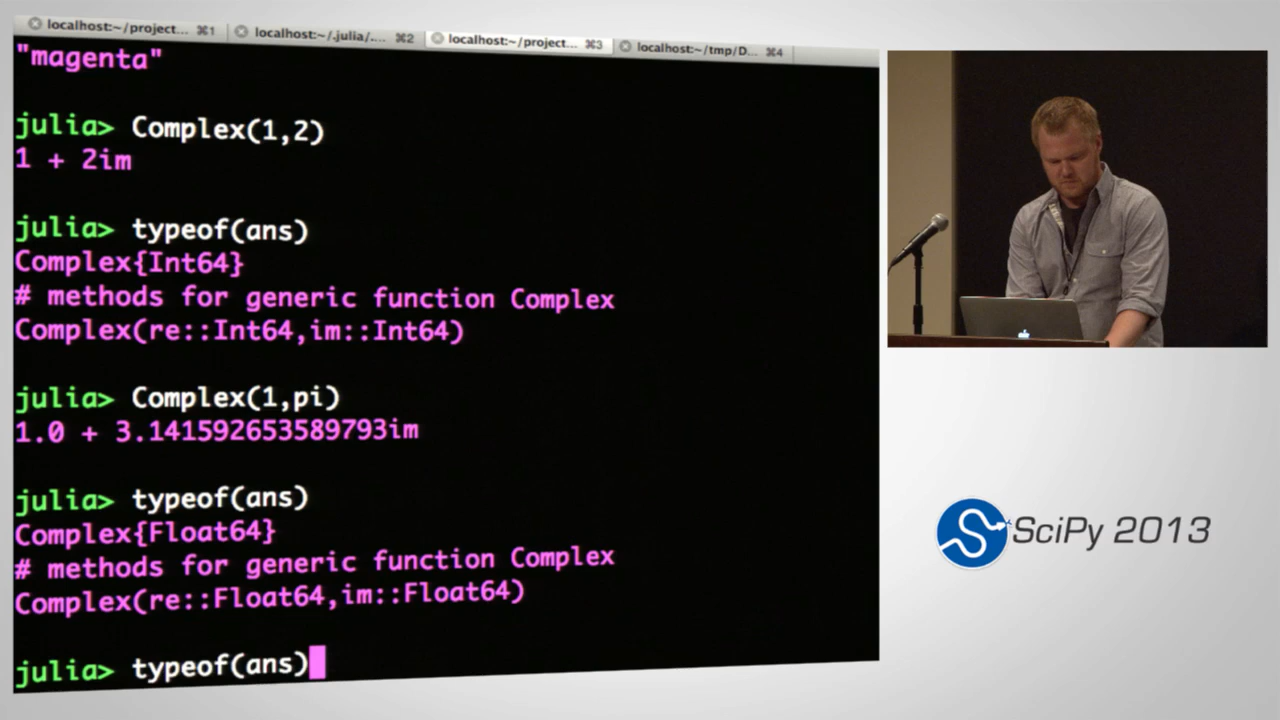 localhost:~/project... ⌘1
localhost:~/.julia/.... ⌘2
localhost:~/project... ⌘3
localhost:~/tmp/D... ⌘4
"magenta"
julia> Complex(1,2)
1 + 2im
julia> typeof(ans)
Complex{Int64}
# methods for generic function Complex
Complex(re::Int64,im::Int64)
julia> Complex(1,pi)
1.0 + 3.141592653589793im
julia> typeof(ans)
Complex{Float64}
# methods for generic function Complex
Complex(re::Float64,im::Float64)
julia> typeof(ans)
SciPy 2013